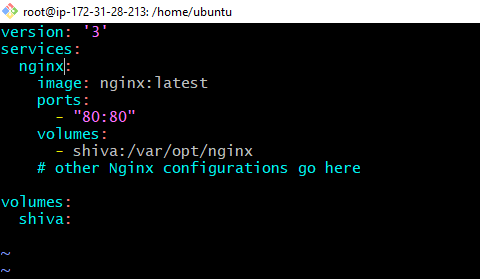 root@ip-172-31-28-213: /home/ubuntu
version: '3'
services:
  nginx:
    image: nginx:latest
    ports:
      - "80:80"
    volumes:
      - shiva:/var/opt/nginx
    # other Nginx configurations go here

volumes:
  shiva:

~
~